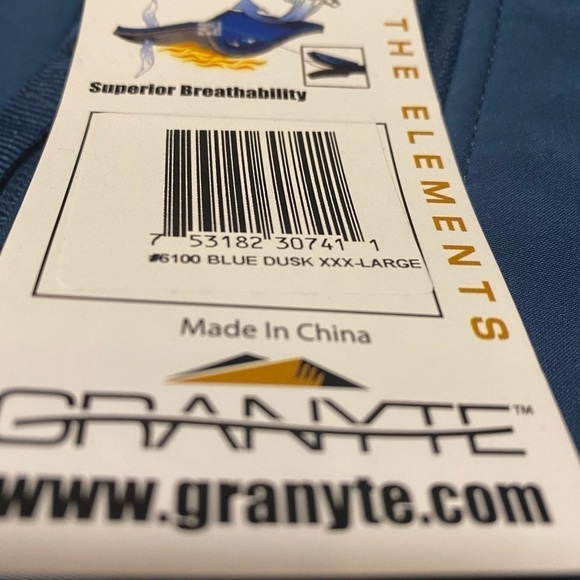 Superior Breathability
THE ELEMENTS
7 53182 30741 1
#6100 BLUE DUSK XXX-LARGE
Made In China
GRANYTE™
www.granyte.com